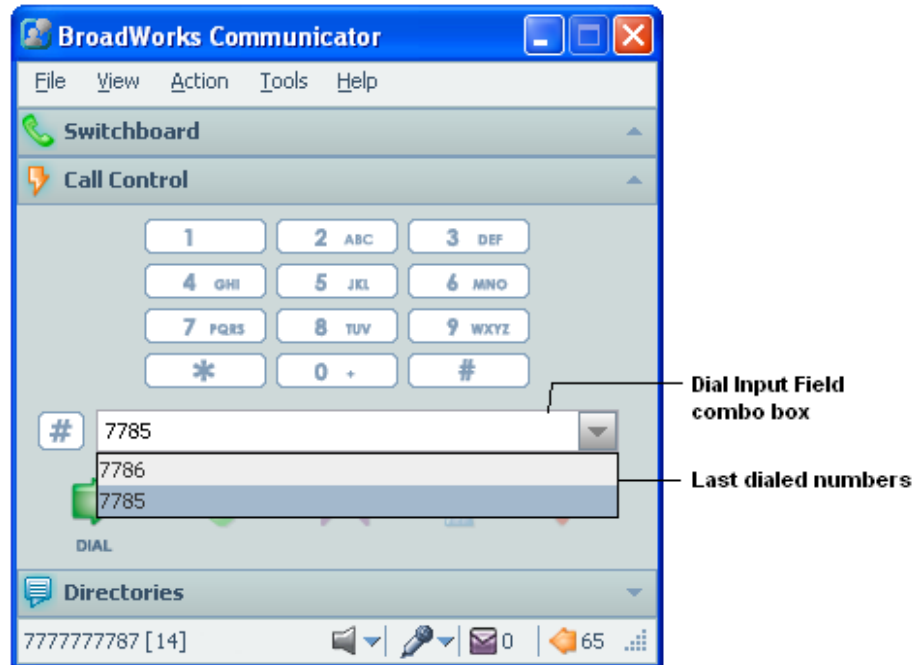 BroadWorks Communicator
File View Action Tools Help
Switchboard
Call Control
1 2 ABC 3 DEF
4 GHI 5 JKL 6 MNO
7 PQRS 8 TUV 9 WXYZ
* 0 + #
Dial Input Field
combo box
# 7785
7786
Last dialed numbers
7785
DIAL
Directories
7777777787 [14] 0 65